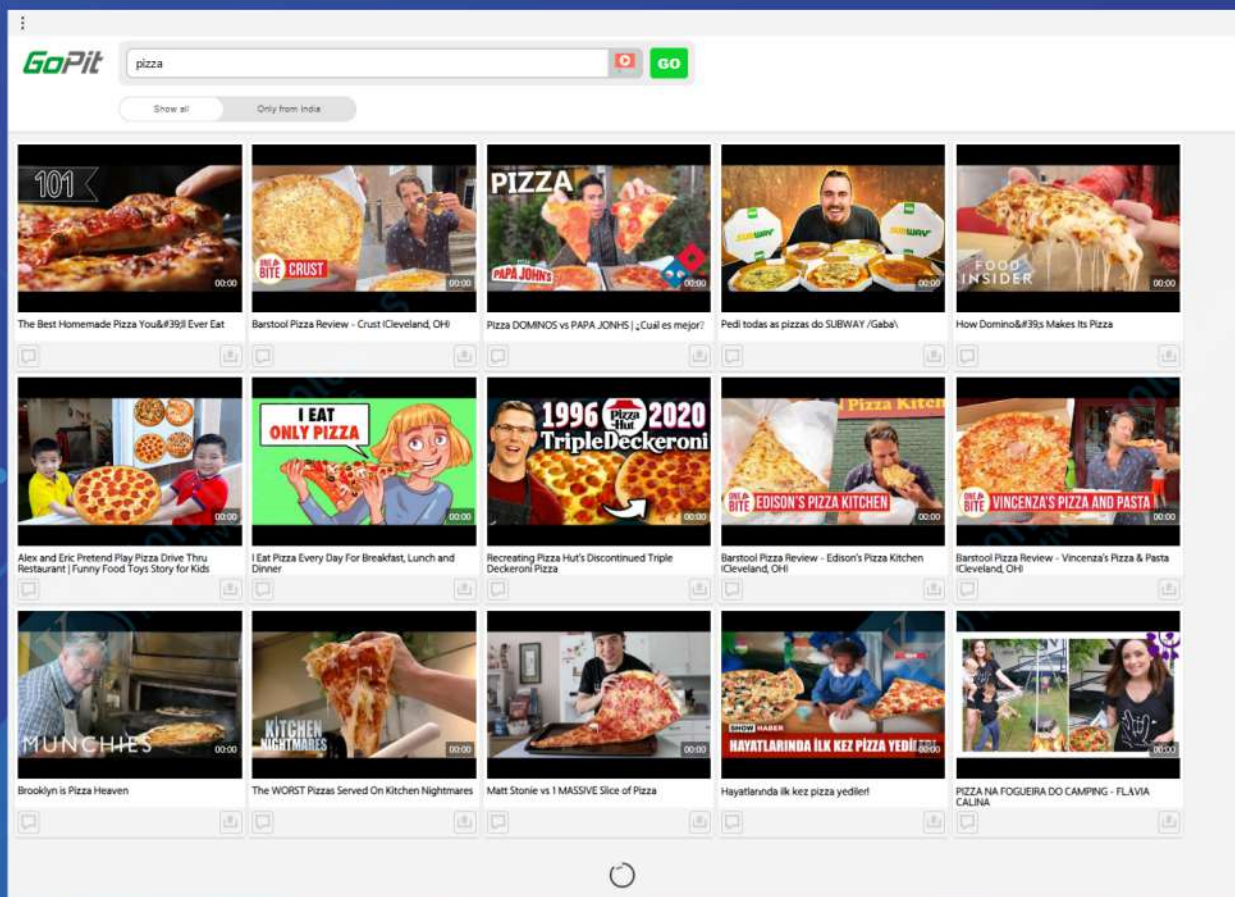 GoPit
pizza
GO
Show all
Only from India
101
00:00
ONE BITE
CRUST
00:00
PIZZA
PAPA JOHN'S
00:00
SUBWAY
SUBWAY
00:00
FOOD
INSIDER
00:00
The Best Homemade Pizza You&#39;ll Ever Eat
Barstool Pizza Review - Crust (Cleveland, OH)
Pizza DOMINOS vs PAPA JONHS | ¿Cuál es mejor?
Pedi todas as pizzas do SUBWAY /Gaba\
How Domino&#39;s Makes Its Pizza
00:00
I EAT
ONLY PIZZA
00:00
1996 Pizza Hut 2020
TripleDeckeroni
00:00
Pizza Kitchen
ONE BITE
EDISON'S PIZZA KITCHEN
00:00
ONE BITE
VINCENZA'S PIZZA AND PASTA
00:00
Alex and Eric Pretend Play Pizza Drive Thru
Restaurant | Funny Food Toys Story for Kids
I Eat Pizza Every Day For Breakfast, Lunch and
Dinner
Recreating Pizza Hut's Discontinued Triple
Deckeroni Pizza
Barstool Pizza Review - Edison's Pizza Kitchen
(Cleveland, OH)
Barstool Pizza Review - Vincenza's Pizza & Pasta
(Cleveland, OH)
MUNCHIES
00:00
KITCHEN
NIGHTMARES
00:00
00:00
SHOW HABER
HAYATLARINDA İLK KEZ PİZZA YEDİLER!
00:00
00:00
Brooklyn is Pizza Heaven
The WORST Pizzas Served On Kitchen Nightmares
Matt Stonie vs 1 MASSIVE Slice of Pizza
Hayatlarında ilk kez pizza yediler!
PIZZA NA FOGUEIRA DO CAMPING - FLAVIA
CALINA